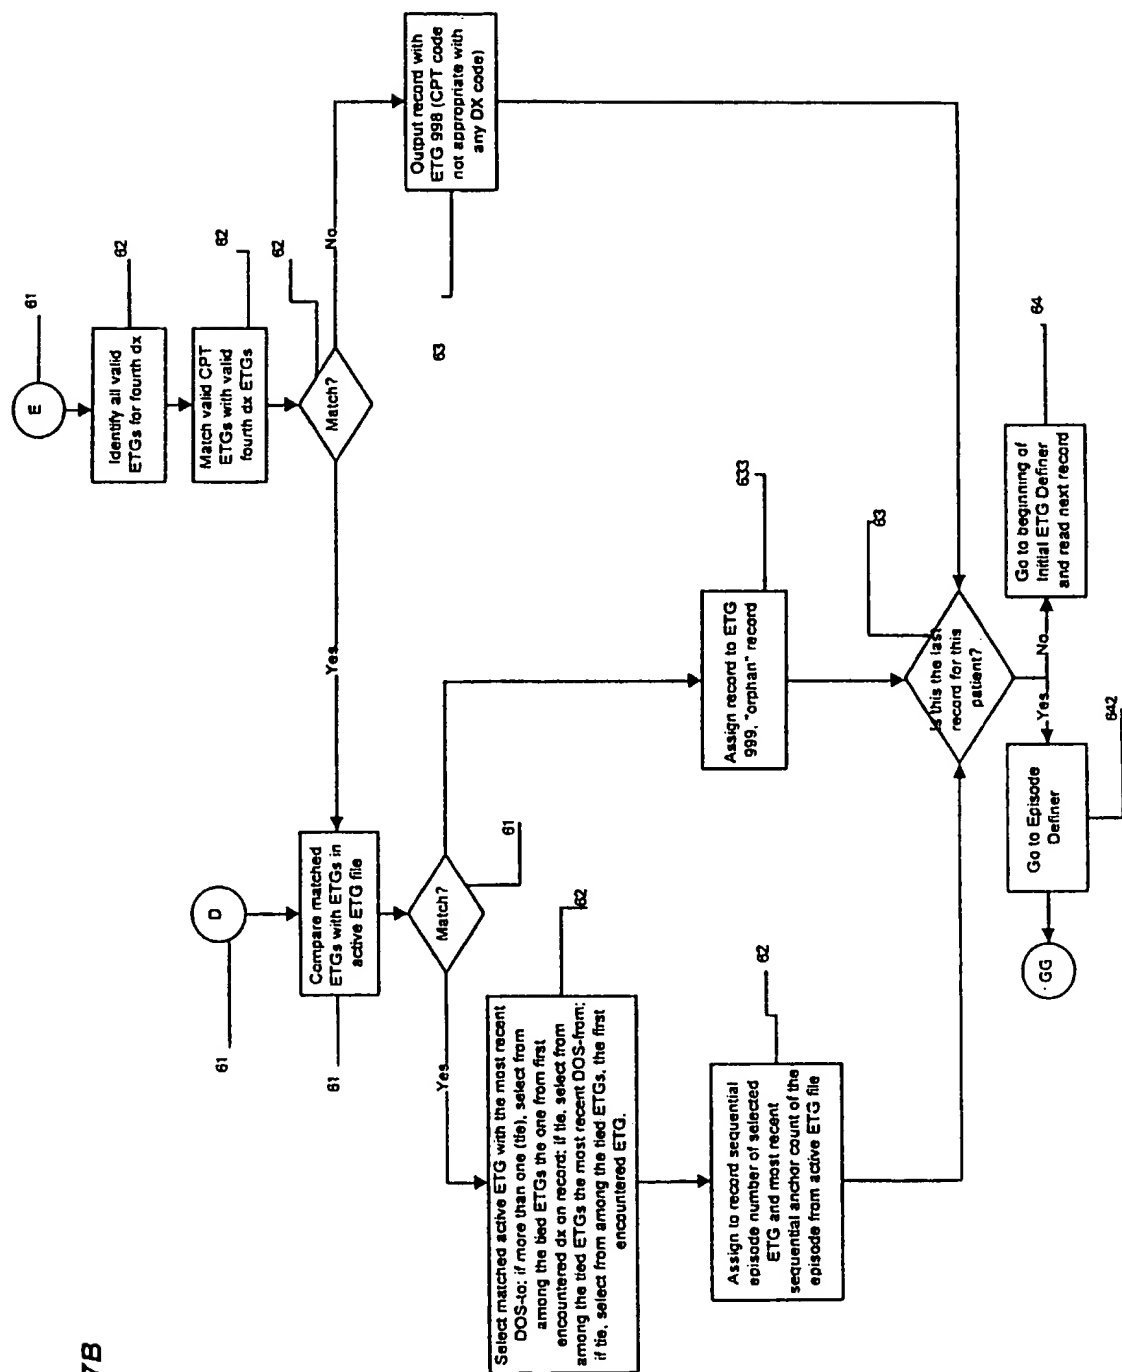 7B
E
61
Identify all valid
ETGs for fourth dx
62
Match valid CPT
ETGs with valid
fourth dx ETGs
62
Match?
62
No
Yes
Output record with
ETG 998 (CPT code
not appropriate with
any DX code)
63
D
61
Compare matched
ETGs with ETGs in
active ETG file
61
Match?
61
Yes
Select matched active ETG with the most recent
DOS-to; if more than one (tie), select from
among the tied ETGs the one from first
encountered dx on record; if tie, select from
among the tied ETGs the most recent DOS-from;
if tie, select from among the tied ETGs, the first
encountered ETG.
62
Assign to record sequential
episode number of selected
ETG and most recent
sequential anchor count of the
episode from active ETG file
62
Assign record to ETG
999, "orphan" record
633
Is this the last
record for this
patient?
63
Yes
No
Go to beginning of
Initial ETG Definer
and read next record
64
Go to Episode
Definer
642
GG